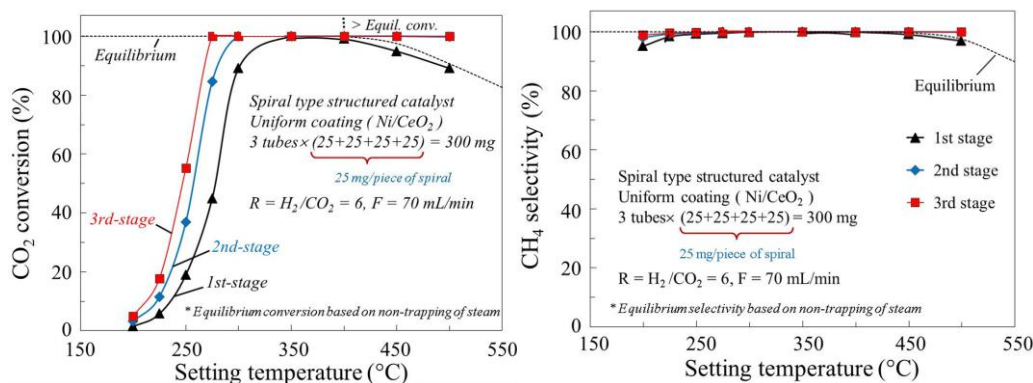 > Equil. conv.
100
80
60
40
20
0
CO₂ conversion (%)
Equilibrium
Spiral type structured catalyst
Uniform coating ( Ni/CeO₂ )
3 tubes× (25+25+25+25) = 300 mg
25 mg/piece of spiral
R = H₂/CO₂ = 6, F = 70 mL/min
3rd-stage
2nd-stage
1st-stage
* Equilibrium conversion based on non-trapping of steam
150
250
350
450
550
Setting temperature (°C)
100
80
60
40
20
0
CH₄ selectivity (%)
Equilibrium
1st stage
2nd stage
3rd stage
Spiral type structured catalyst
Uniform coating ( Ni/CeO₂ )
3 tubes× (25+25+25+25) = 300 mg
25 mg/piece of spiral
R = H₂/CO₂ = 6, F = 70 mL/min
* Equilibrium selectivity based on non-trapping of steam
150
250
350
450
550
Setting temperature (°C)